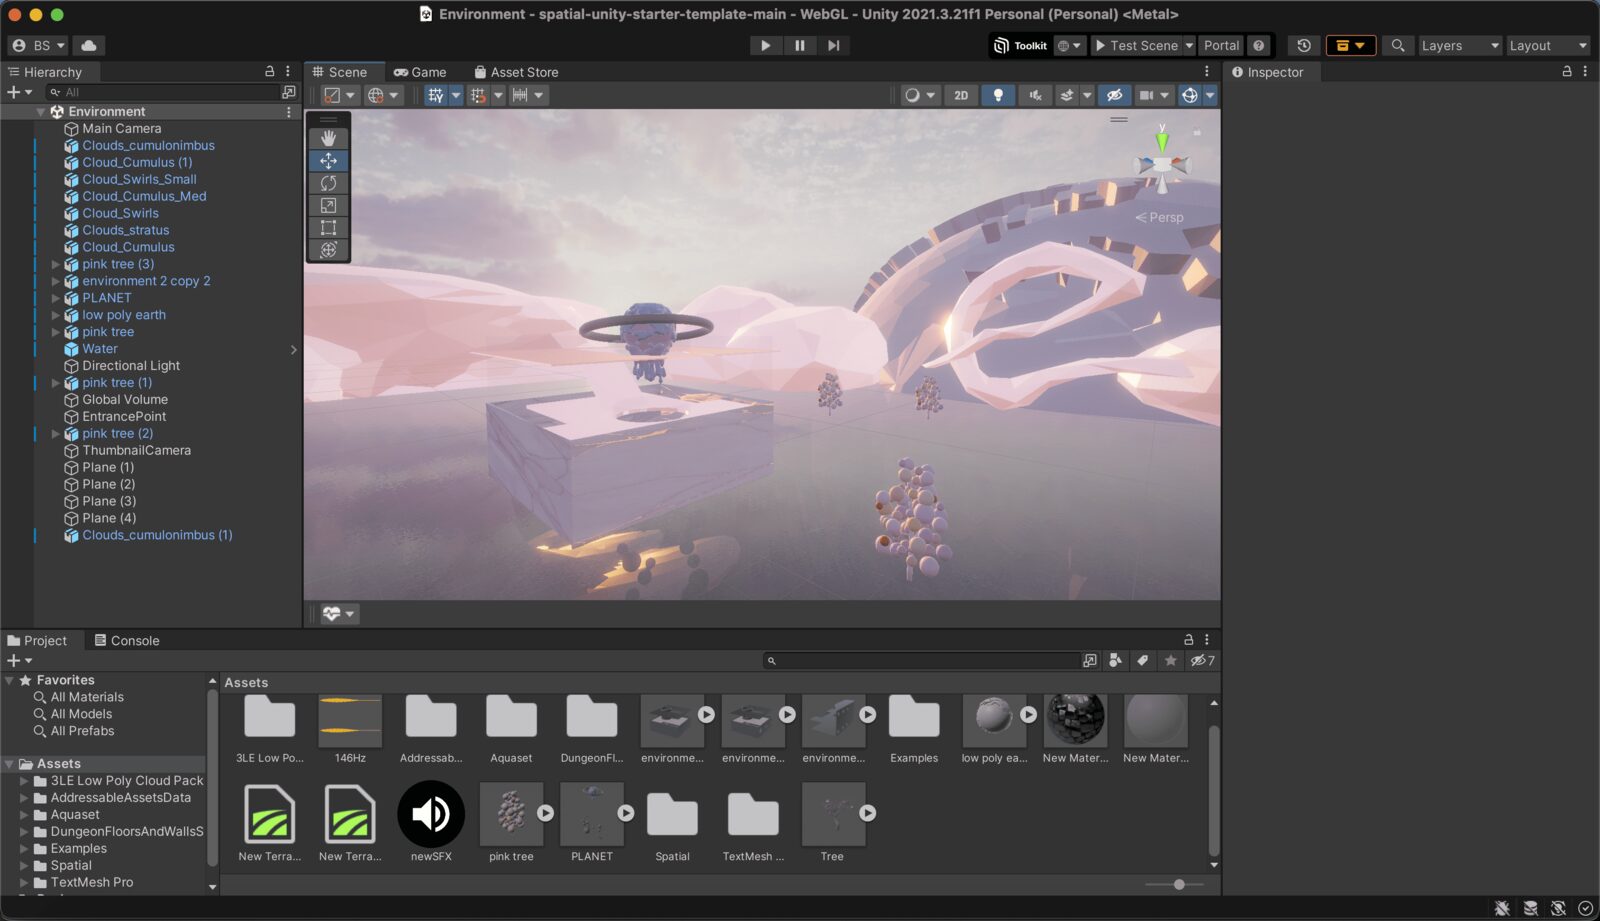 Environment - spatial-unity-starter-template-main - WebGL - Unity 2021.3.21f1 Personal (Personal) <Metal>
BS
Toolkit
Test Scene
Portal
Layers
Layout
Hierarchy
Scene
Game
Asset Store
Inspector
All
2D
Environment
Main Camera
Clouds_cumulonimbus
Cloud_Cumulus (1)
Cloud_Swirls_Small
Cloud_Cumulus_Med
Cloud_Swirls
Clouds_stratus
Cloud_Cumulus
pink tree (3)
environment 2 copy 2
PLANET
low poly earth
pink tree
Water
Directional Light
pink tree (1)
Global Volume
EntrancePoint
pink tree (2)
ThumbnailCamera
Plane (1)
Plane (2)
Plane (3)
Plane (4)
Clouds_cumulonimbus (1)
y
Persp
Project
Console
7
Favorites
All Materials
All Models
All Prefabs
Assets
3LE Low Poly Cloud Pack
AddressableAssetsData
Aquaset
DungeonFloorsAndWallsS
Examples
Spatial
TextMesh Pro
Assets
3LE Low Po...
146Hz
Addressab...
Aquaset
DungeonFl...
environme...
environme...
environme...
Examples
low poly ea...
New Mater...
New Mater...
New Terra...
New Terra...
newSFX
pink tree
PLANET
Spatial
TextMesh ...
Tree